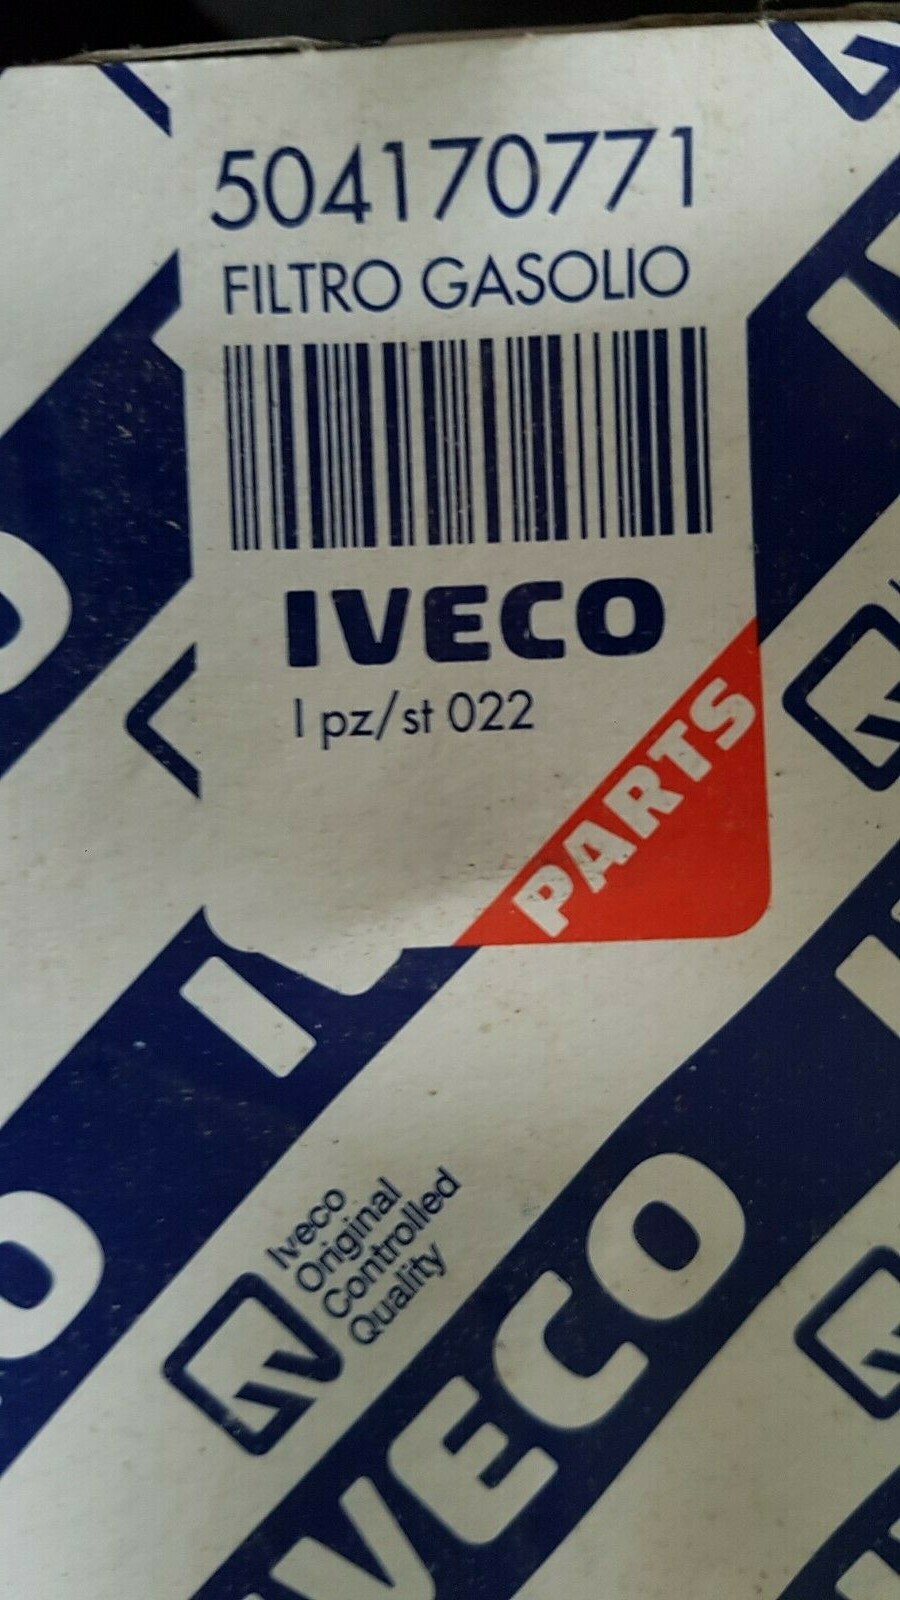 504170771
FILTRO GASOLIO
IVECO
1 pz/st 022
PARTS
Iveco
Original
Controlled
Quality
IVECO